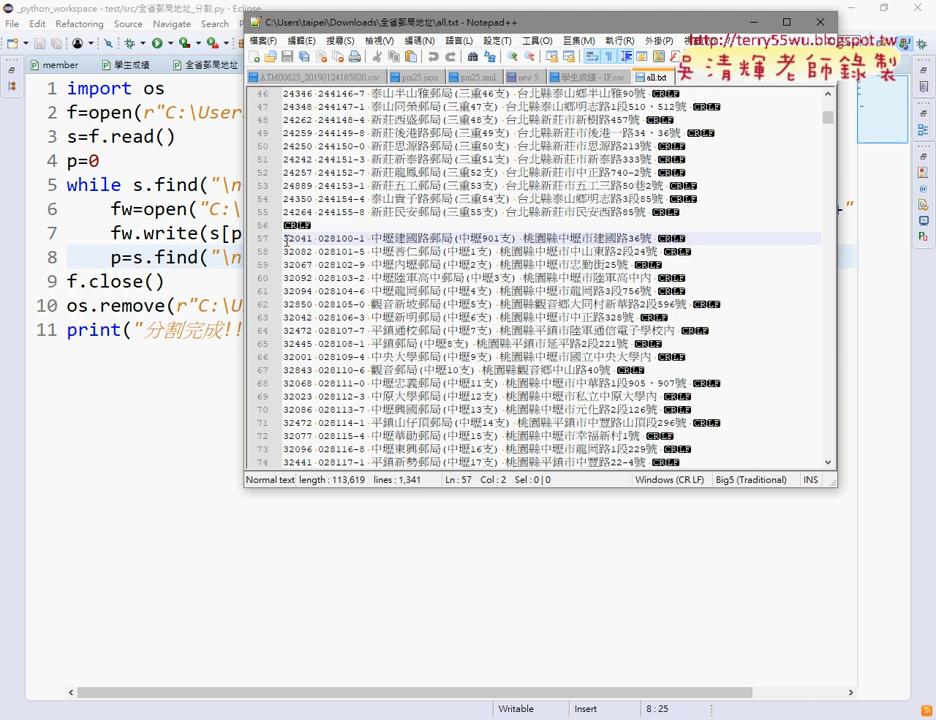 _python_workspace - test/src/全省郵局地址_分割.py - Eclipse
File Edit Refactoring Source Navigate Search
member 學生成績 全省郵局地址
1 import os
2 f=open(r"C:\User
3 s=f.read()
4 p=0
5 while s.find("\n
6 fw=open("C:\
7 fw.write(s[p
8 p=s.find("\n
9 f.close()
10 os.remove(r"C:\U
11 print("分割完成!!
C:\Users\taipei\Downloads\全省郵局地址\all.txt - Notepad++
檔案(F) 編輯(E) 搜尋(S) 檢視(V) 編碼(N) 語言(L) 設定(T) 工具(O) 巨集(M) 執行(R) 外掛(P)
http://terry55wu.blogspot.tw
吳清輝老師錄製
ATM00625_20190124185820.csv pm25.json pm25.xml new 5 學生成績 - IF.csv all.txt
46 24346 244146-7 泰山半山雅郵局(三重46支) 台北縣泰山鄉半山雅90號 CRLF
47 24348 244147-1 泰山同榮郵局(三重47支) 台北縣泰山鄉明志路1段510、512號 CRLF
48 24262 244148-4 新莊西盛郵局(三重48支) 台北縣新莊市新樹路457號 CRLF
49 24259 244149-8 新莊後港路郵局(三重49支) 台北縣新莊市後港一路34、36號 CRLF
50 24250 244150-0 新莊思源路郵局(三重50支) 台北縣新莊市思源路213號 CRLF
51 24242 244151-3 新莊新泰路郵局(三重51支) 台北縣新莊市新泰路333號 CRLF
52 24257 244152-7 新莊龍鳳郵局(三重52支) 台北縣新莊市中正路740-2號 CRLF
53 24889 244153-1 新莊五工郵局(三重53支) 台北縣新莊市五工三路50巷2號 CRLF
54 24350 244154-4 泰山貴子路郵局(三重54支) 台北縣泰山鄉明志路3段85號 CRLF
55 24264 244155-8 新莊民安郵局(三重55支) 台北縣新莊市民安西路85號 CRLF
56 CRLF
57 32041 028100-1 中壢建國路郵局(中壢901支) 桃園縣中壢市建國路36號 CRLF
58 32082 028101-5 中壢普仁郵局(中壢1支) 桃園縣中壢市中山東路2段24號 CRLF
59 32067 028102-9 中壢內壢郵局(中壢2支) 桃園縣中壢市忠勤街25號 CRLF
60 32092 028103-2 中壢陸軍高中郵局(中壢3支) 桃園縣中壢市龍岡路 CRLF
61 32094 028104-6 中壢龍岡郵局(中壢4支) 桃園縣中壢市龍岡路3段756號 CRLF
62 32850 028105-0 觀音新坡郵局(中壢5支) 桃園縣觀音鄉大同村新華路2段596號 CRLF
63 32042 028106-3 中壢新明郵局(中壢6支) 桃園縣中壢市中正路328號 CRLF
64 32472 028107-7 平鎮通校郵局(中壢7支) 桃園縣平鎮市陸軍通信電子學校內 CRLF
65 32445 028108-1 平鎮郵局(中壢8支) 桃園縣平鎮市延平路2段221號 CRLF
66 32001 028109-4 中央大學郵局(中壢9支) 桃園縣中壢市國立中央大學內 CRLF
67 32843 028110-6 觀音郵局(中壢10支) 桃園縣觀音鄉中山路40號 CRLF
68 32068 028111-0 中壢忠義郵局(中壢11支) 桃園縣中壢市中華路1段905、907號 CRLF
69 32023 028112-3 中原大學郵局(中壢12支) 桃園縣中壢市私立中原大學內 CRLF
70 32086 028113-7 中壢興國郵局(中壢13支) 桃園縣中壢市元化路2段126號 CRLF
71 32472 028114-1 平鎮山仔頂郵局(中壢14支) 桃園縣平鎮市中豐路山頂段296號 CRLF
72 32077 028115-4 中壢華勛郵局(中壢15支) 桃園縣中壢市幸福新村1號 CRLF
73 32096 028116-8 中壢東興郵局(中壢16支) 桃園縣中壢市龍岡路1段229號 CRLF
74 32441 028117-1 平鎮新勢郵局(中壢17支) 桃園縣平鎮市中豐路22-4號 CRLF
Normal text length : 113,619 lines : 1,341 Ln : 57 Col : 2 Sel : 0 | 0 Windows (CR LF) Big5 (Traditional) INS
Writable Insert 8 : 25